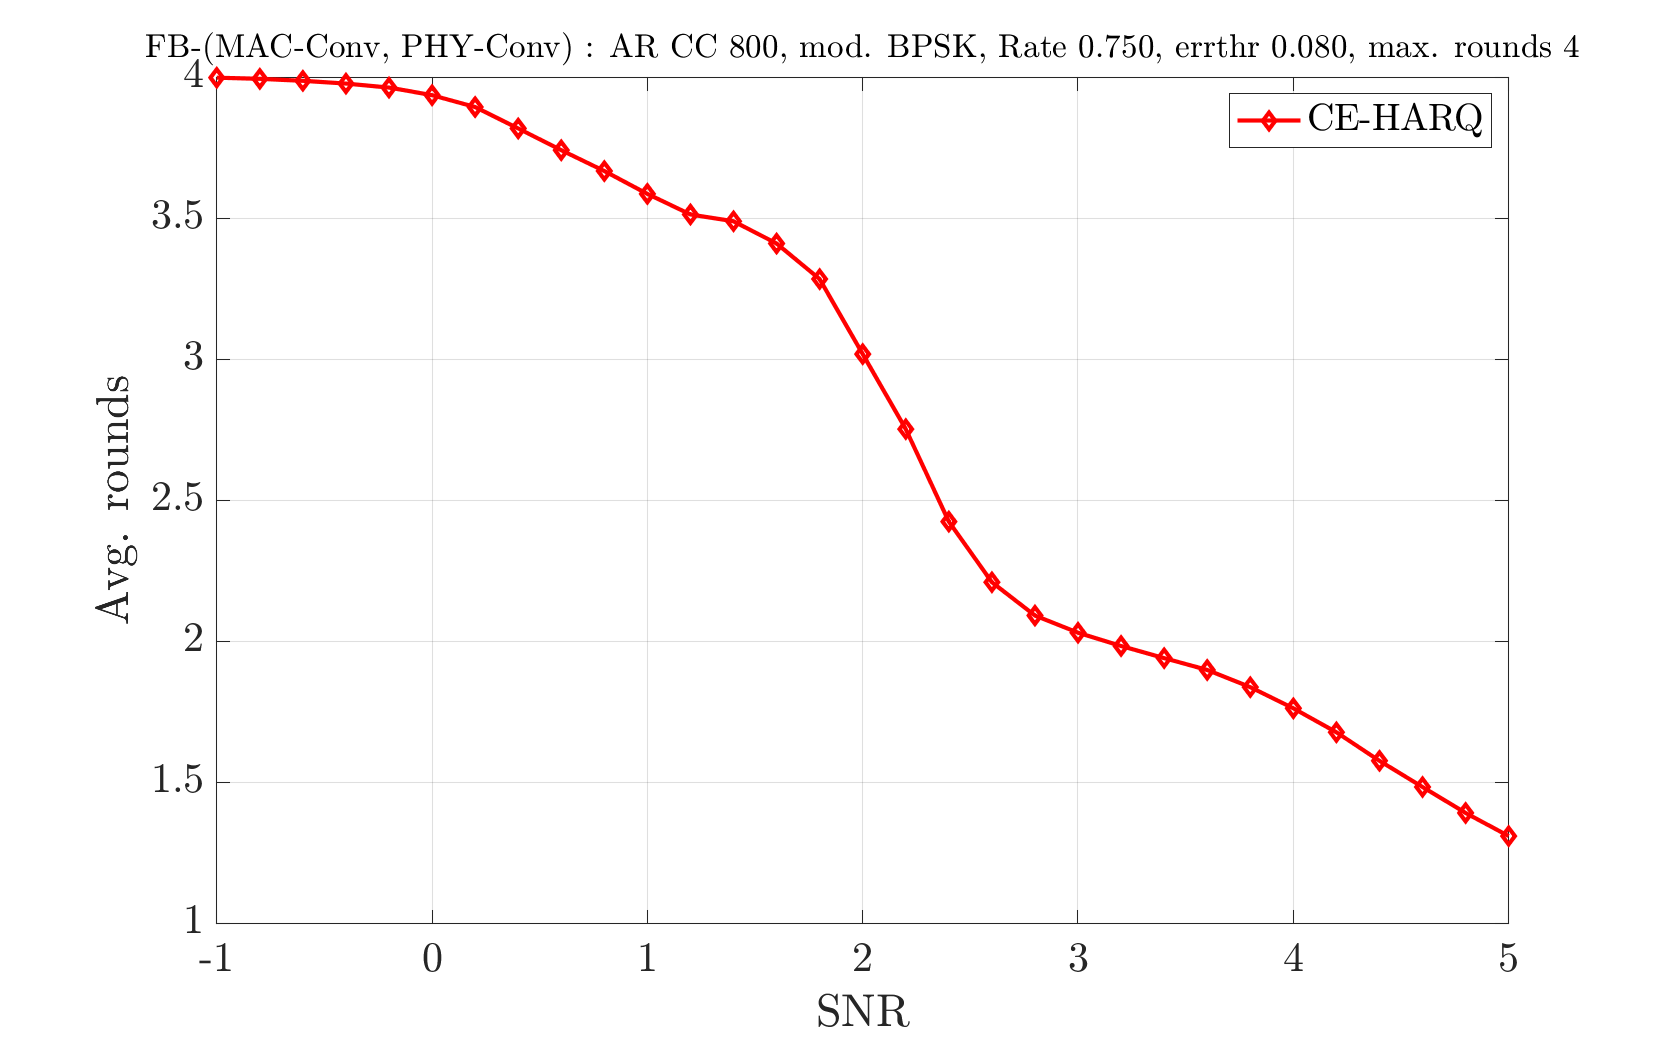 FB-(MAC-Conv, PHY-Conv) : AR CC 800, mod. BPSK, Rate 0.750, errthr 0.080, max. rounds 4
CE-HARQ
4
3.5
3
2.5
2
1.5
1
Avg. rounds
-1 0 1 2 3 4 5
SNR